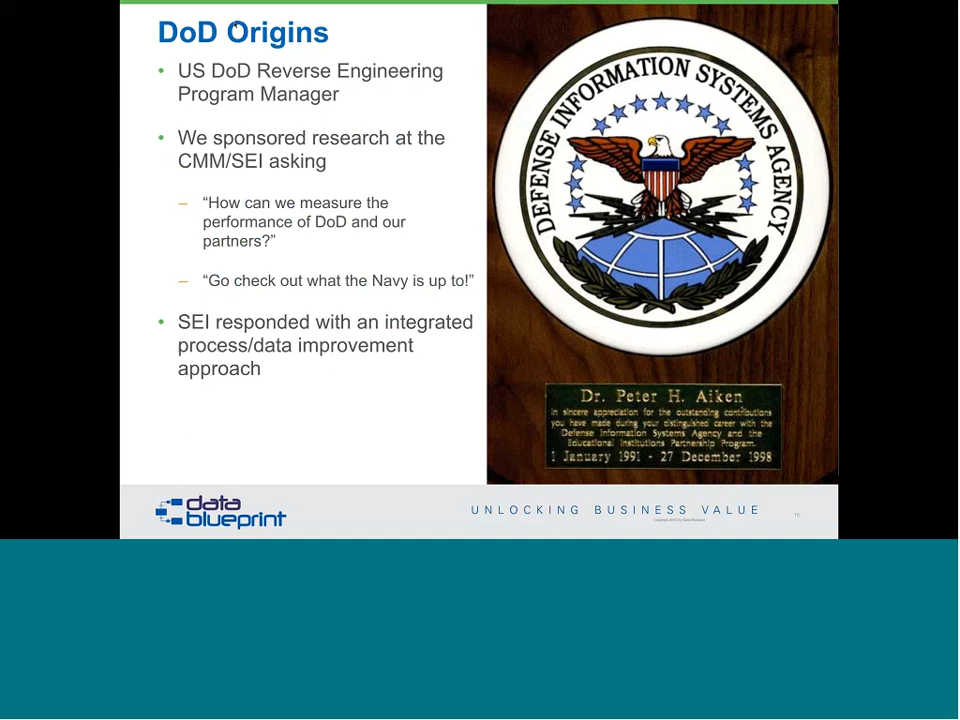 DoD Origins
• US DoD Reverse Engineering
Program Manager
• We sponsored research at the
CMM/SEI asking
– “How can we measure the
performance of DoD and our
partners?”
– “Go check out what the Navy is up to!”
• SEI responded with an integrated
process/data improvement
approach
DEFENSE INFORMATION SYSTEMS AGENCY
Dr. Peter H. Aiken
In sincere appreciation for the outstanding contributions
you have made during your distinguished career with the
Defense Information Systems Agency and the
Educational Institutions Partnership Program.
1 January 1991 - 27 December 1998
data
blueprint
UNLOCKING BUSINESS VALUE